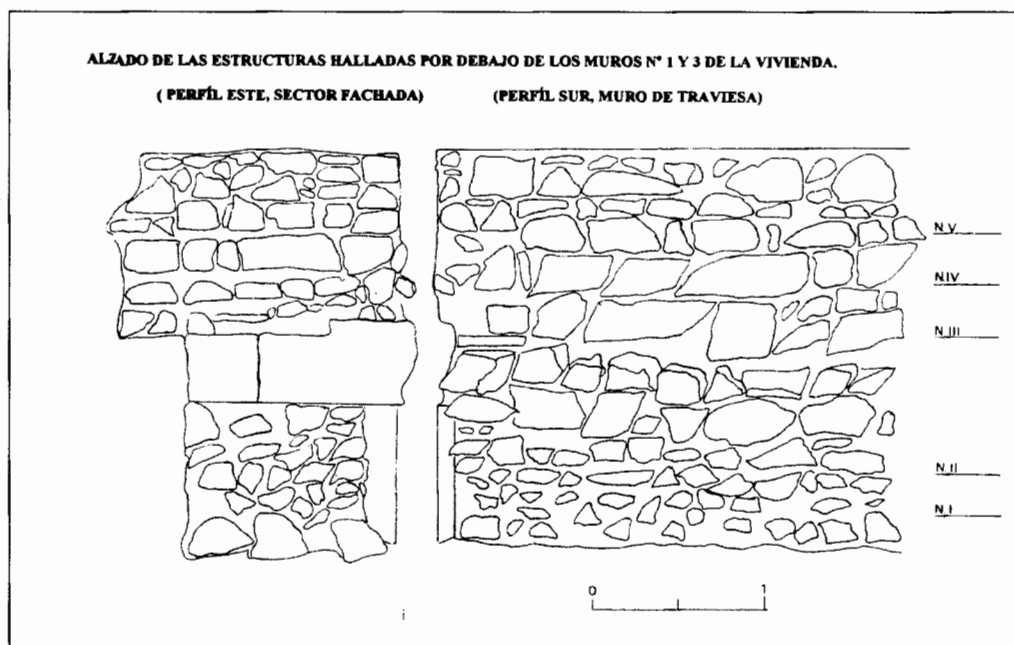 ALZADO DE LAS ESTRUCTURAS HALLADAS POR DEBAJO DE LOS MUROS N° 1 Y 3 DE LA VIVIENDA.
( PERFÍL ESTE, SECTOR FACHADA) (PERFÍL SUR, MURO DE TRAVIESA)
N.V
N.IV
N.III
N.II
N.I
0 1